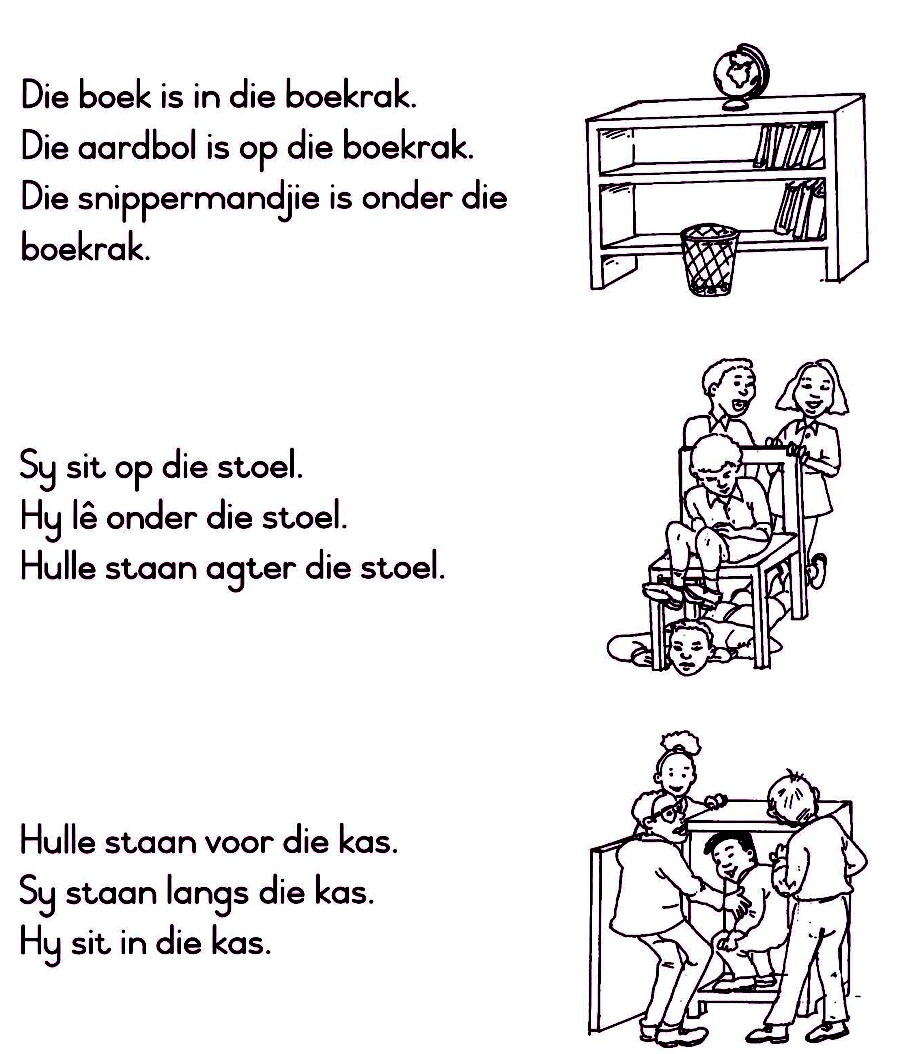 Die boek is in die boekrak.
Die aardbol is op die boekrak.
Die snippermandjie is onder die
boekrak.
Sy sit op die stoel.
Hy lê onder die stoel.
Hulle staan agter die stoel.
Hulle staan voor die kas.
Sy staan langs die kas.
Hy sit in die kas.